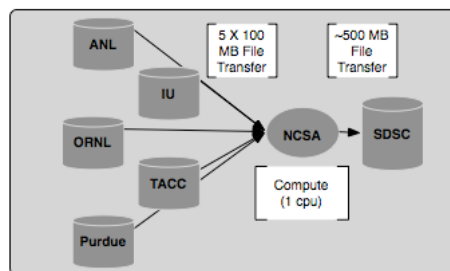 ANL
5 X 100
MB File
Transfer
~500 MB
File
Transfer
IU
ORNL
NCSA
SDSC
TACC
Compute
(1 cpu)
Purdue